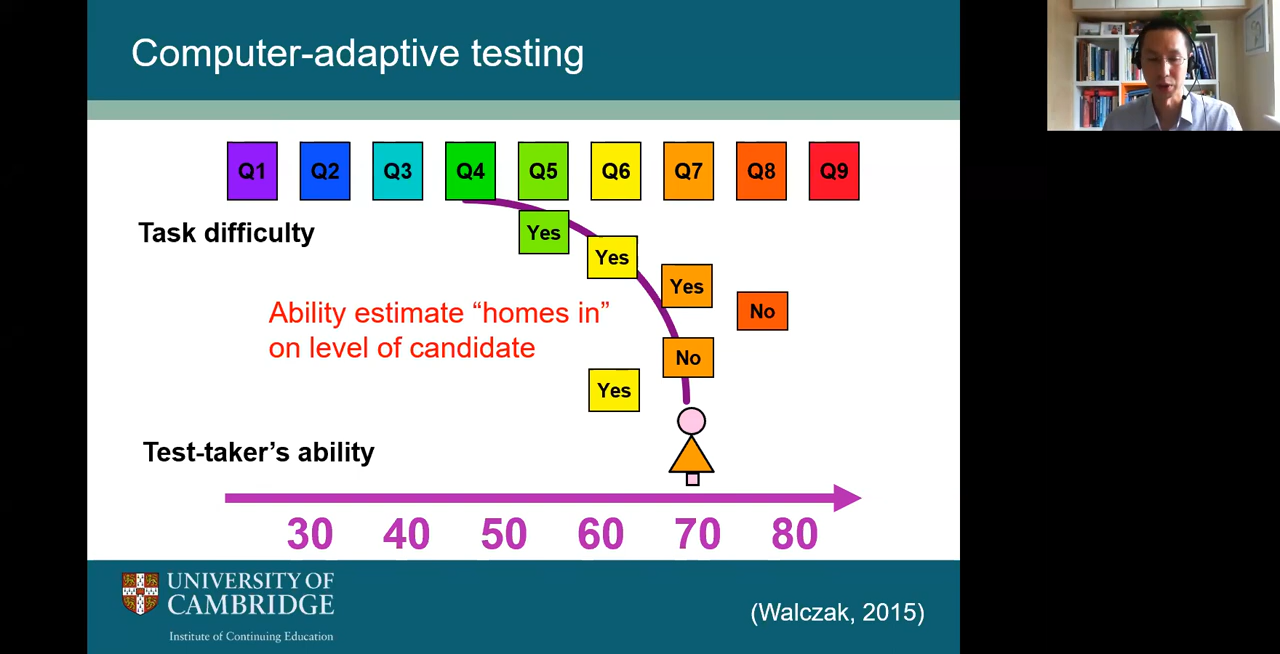 Computer-adaptive testing
Q1 Q2 Q3 Q4 Q5 Q6 Q7 Q8 Q9
Task difficulty
Yes
Yes
Yes
No
Ability estimate “homes in”
on level of candidate
No
Yes
Test-taker’s ability
30 40 50 60 70 80
UNIVERSITY OF
CAMBRIDGE
Institute of Continuing Education
(Walczak, 2015)